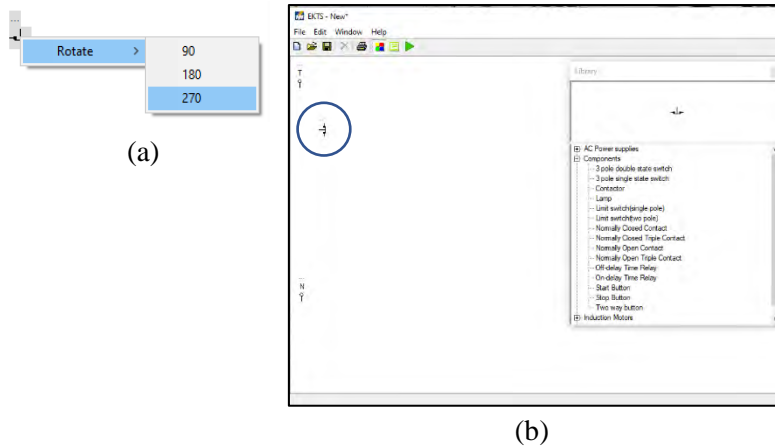 ...
Rotate >
90
180
270
(a)
EKTS - New*
File Edit Window Help
T
Library
AC Power supplies
Components
3 pole double state switch
3 pole single state switch
Contactor
Lamp
Limit switch(single pole)
Limit switch(two pole)
Normally Closed Contact
Normally Closed Triple Contact
Normally Open Contact
Normally Open Triple Contact
Off-delay Time Relay
On-delay Time Relay
Start Button
Stop Button
Two way button
Induction Motors
N
(b)